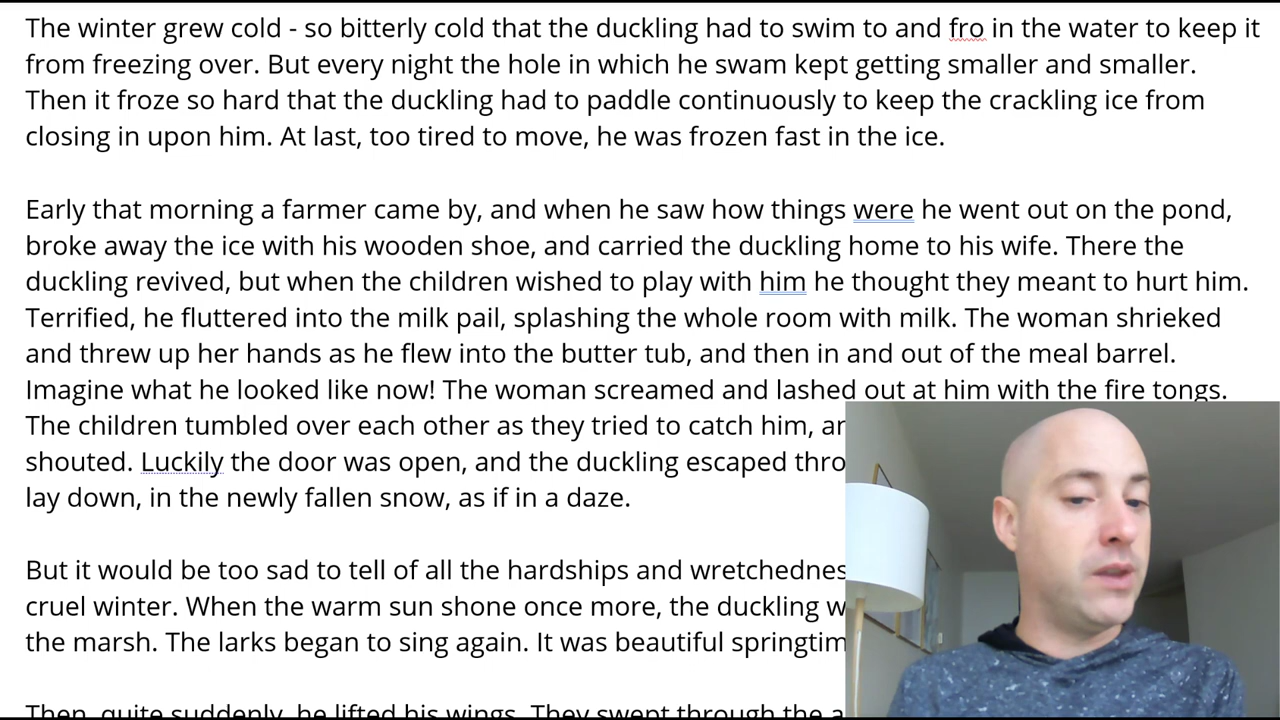 The winter grew cold - so bitterly cold that the duckling had to swim to and fro in the water to keep it
from freezing over. But every night the hole in which he swam kept getting smaller and smaller.
Then it froze so hard that the duckling had to paddle continuously to keep the crackling ice from
closing in upon him. At last, too tired to move, he was frozen fast in the ice.
Early that morning a farmer came by, and when he saw how things were he went out on the pond,
broke away the ice with his wooden shoe, and carried the duckling home to his wife. There the
duckling revived, but when the children wished to play with him he thought they meant to hurt him.
Terrified, he fluttered into the milk pail, splashing the whole room with milk. The woman shrieked
and threw up her hands as he flew into the butter tub, and then in and out of the meal barrel.
Imagine what he looked like now! The woman screamed and lashed out at him with the fire tongs.
The children tumbled over each other as they tried to catch him,
shouted. Luckily the door was open, and the duckling escaped
lay down, in the newly fallen snow, as if in a daze.
But it would be too sad to tell of all the hardships and
cruel winter. When the warm sun shone once more, the duckling
the marsh. The larks began to sing again. It was beautiful
Then, quite suddenly, he lifted his wings. They swept through the